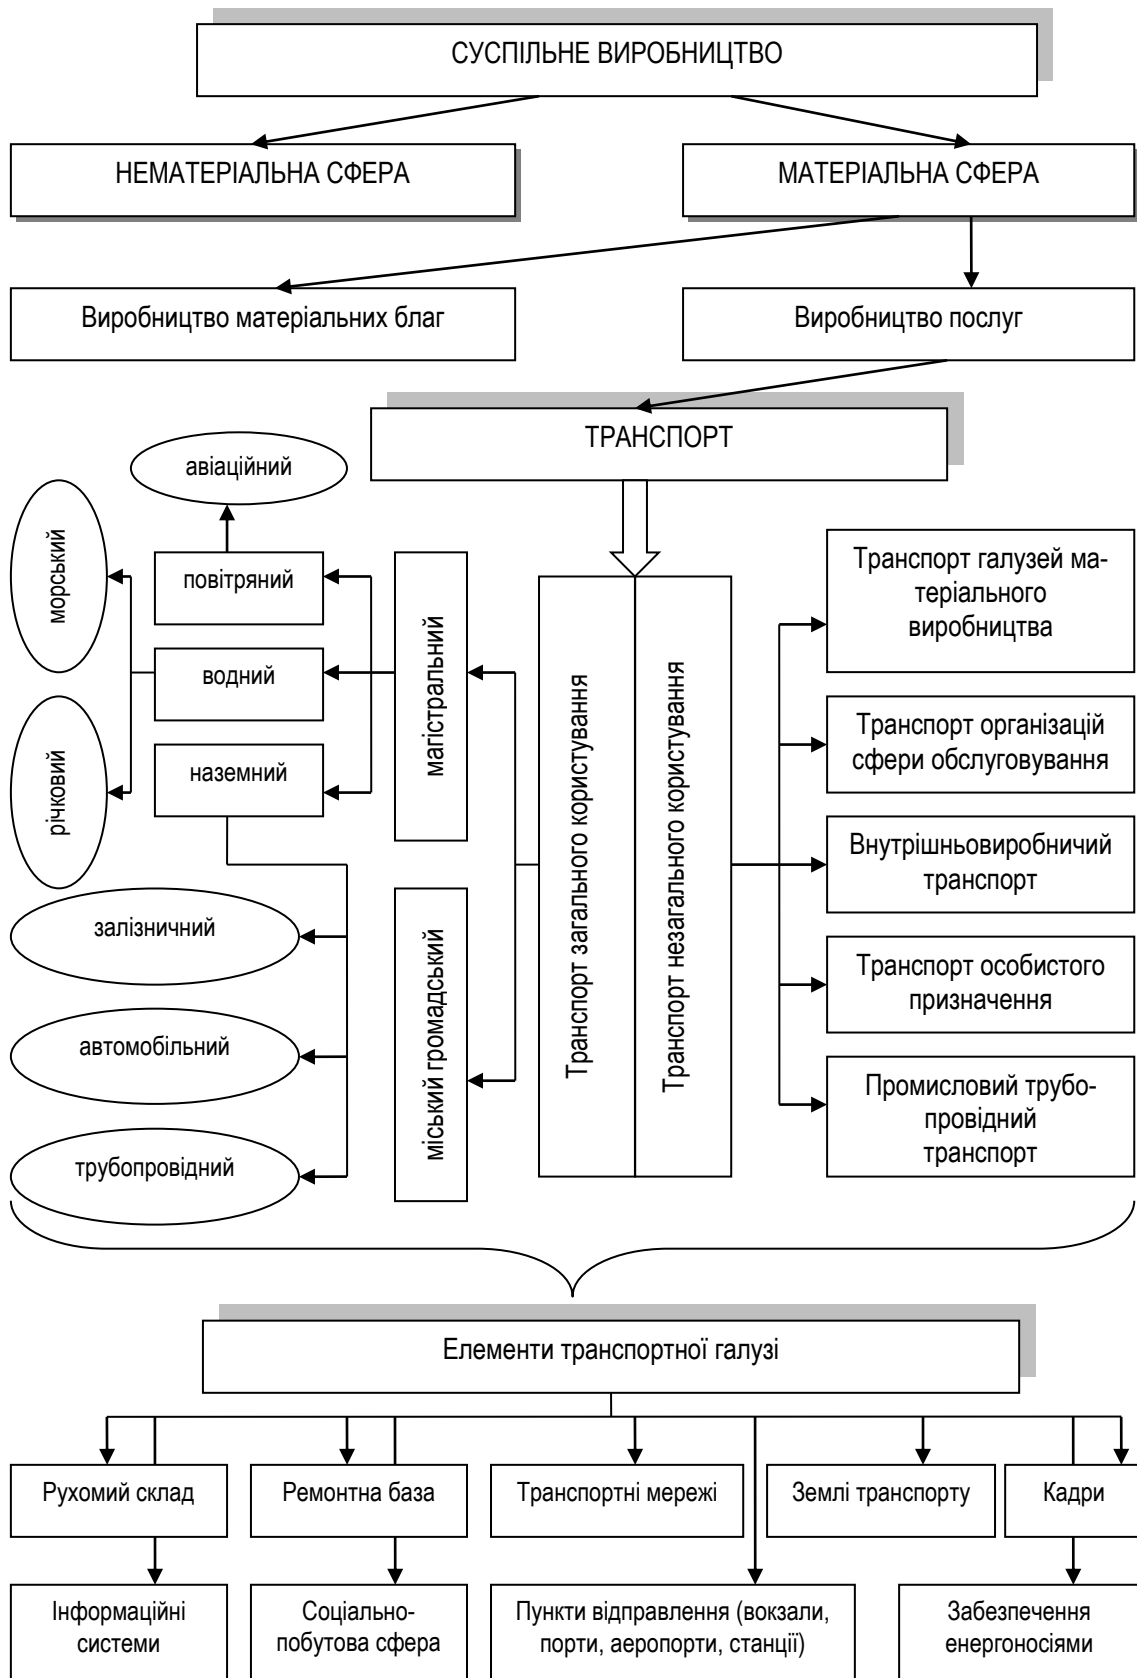 СУСПІЛЬНЕ ВИРОБНИЦТВО
НЕМАТЕРІАЛЬНА СФЕРА
МАТЕРІАЛЬНА СФЕРА
Виробництво матеріальних благ
Виробництво послуг
ТРАНСПОРТ
авіаційний
морський
повітряний
водний
наземний
річковий
залізничний
автомобільний
трубопровідний
магістральний
міський громадський
Транспорт загального користування
Транспорт незагального користування
Транспорт галузей ма-
теріального
виробництва
Транспорт організацій
сфери обслуговування
Внутрішньовиробничий
транспорт
Транспорт особистого
призначення
Промисловий трубо-
провідний
транспорт
Елементи транспортної галузі
Рухомий склад
Ремонтна база
Транспортні мережі
Землі транспорту
Кадри
Інформаційні
системи
Соціально-
побутова сфера
Пункти відправлення (вокзали,
порти, аеропорти, станції)
Забезпечення
енергоносіями